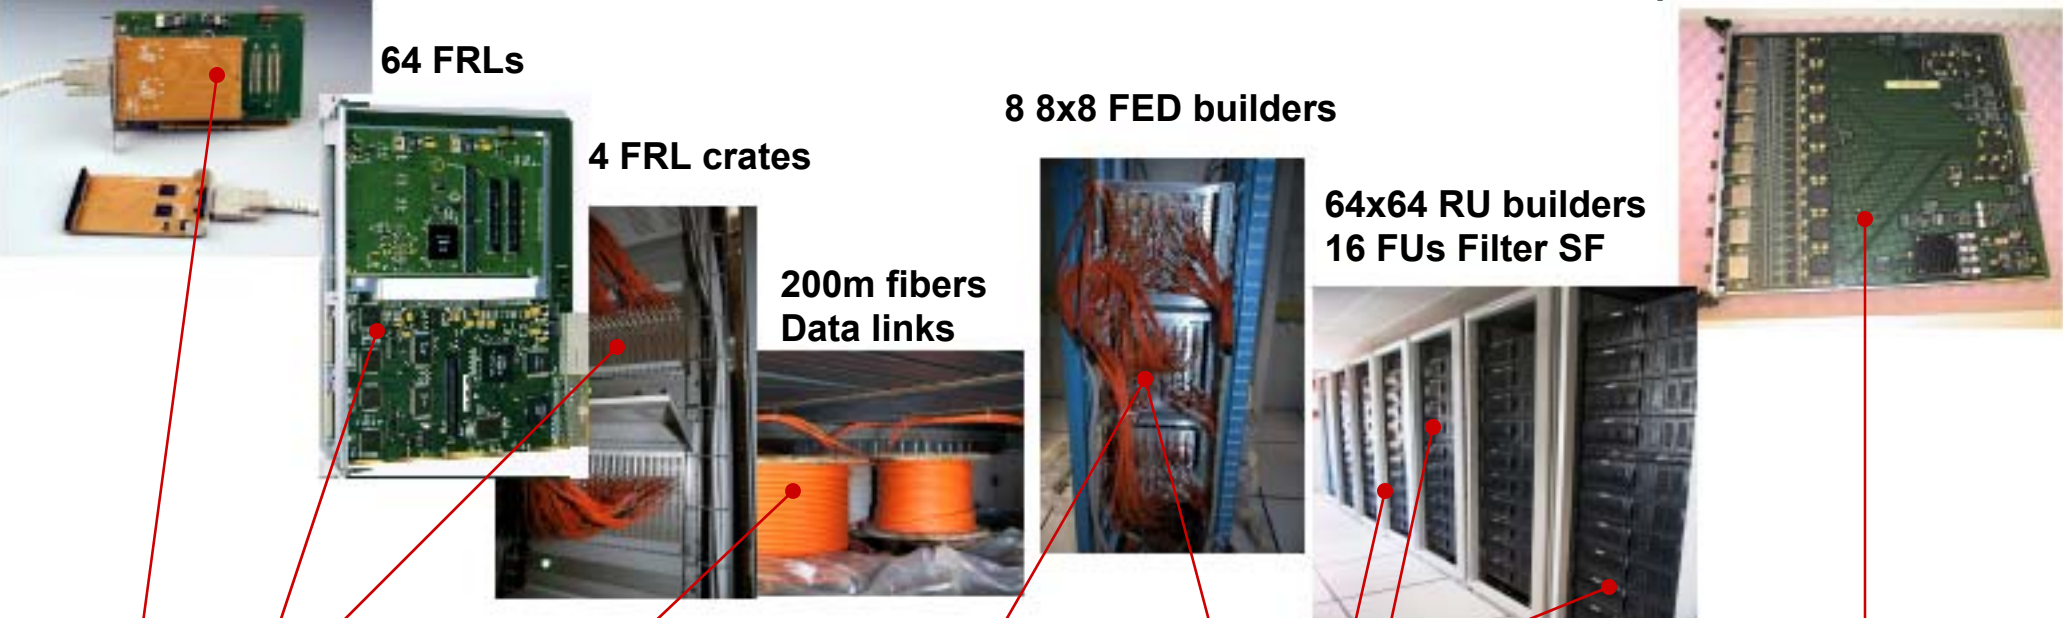 64 FRLs
8 8x8 FED builders
4 FRL crates
64x64 RU builders
16 FUs Filter SF
200m fibers
Data links